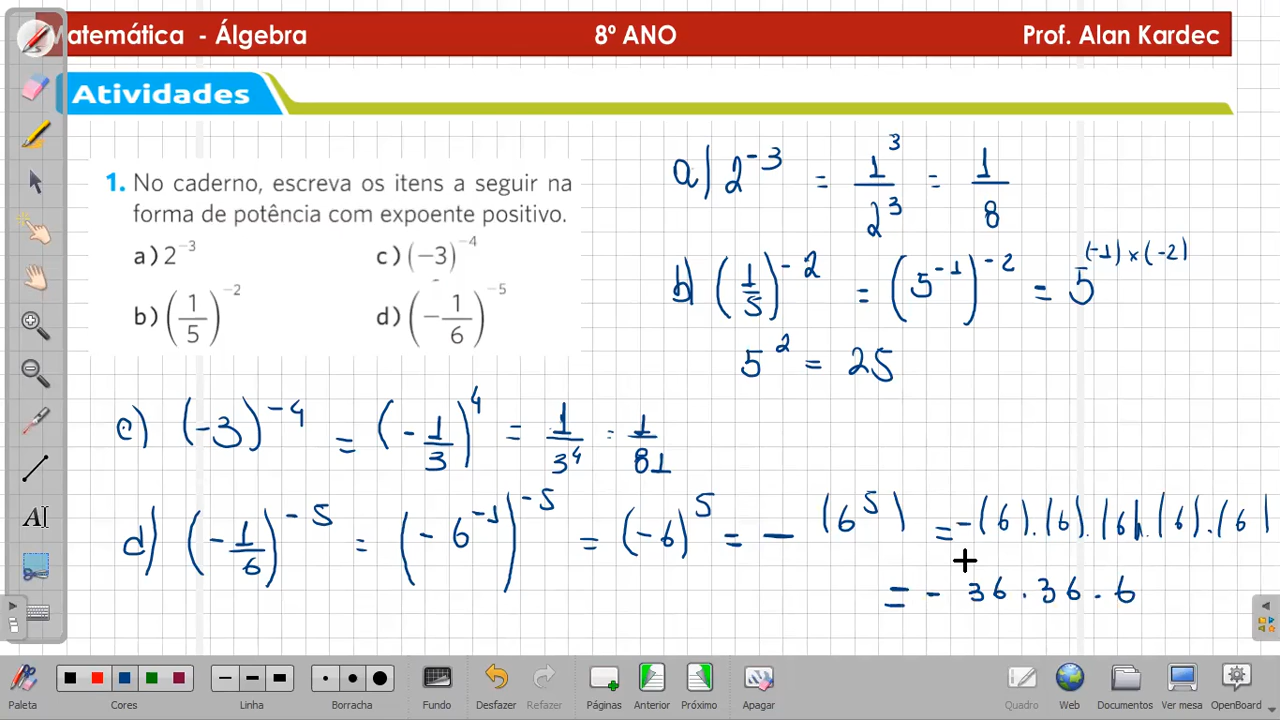 Matemática - Álgebra 8º ANO Prof. Alan Kardec
Atividades
1. No caderno, escreva os itens a seguir na
forma de potência com expoente positivo.
a) 2⁻³ c) (−3)⁻⁴
b) (1/5)⁻² d) (−1/6)⁻⁵
a) 2⁻³ = 1³/2³ = 1/8
b) (1/5)⁻² = (5⁻¹)⁻² = 5⁽⁻¹⁾ˣ⁽⁻²⁾
5² = 25
c) (−3)⁻⁴ = (−1/3)⁴ = 1/3⁴ = 1/81
d) (−1/6)⁻⁵ = (−6⁻¹)⁻⁵ = (−6)⁵ = −(6⁵) = −(6).(6).(6).(6).(6)
= − 36 . 36 . 6
Paleta Cores Linha Borracha Fundo Desfazer Refazer Páginas Anterior Próximo Apagar Quadro Web Documentos Ver mesa OpenBoard